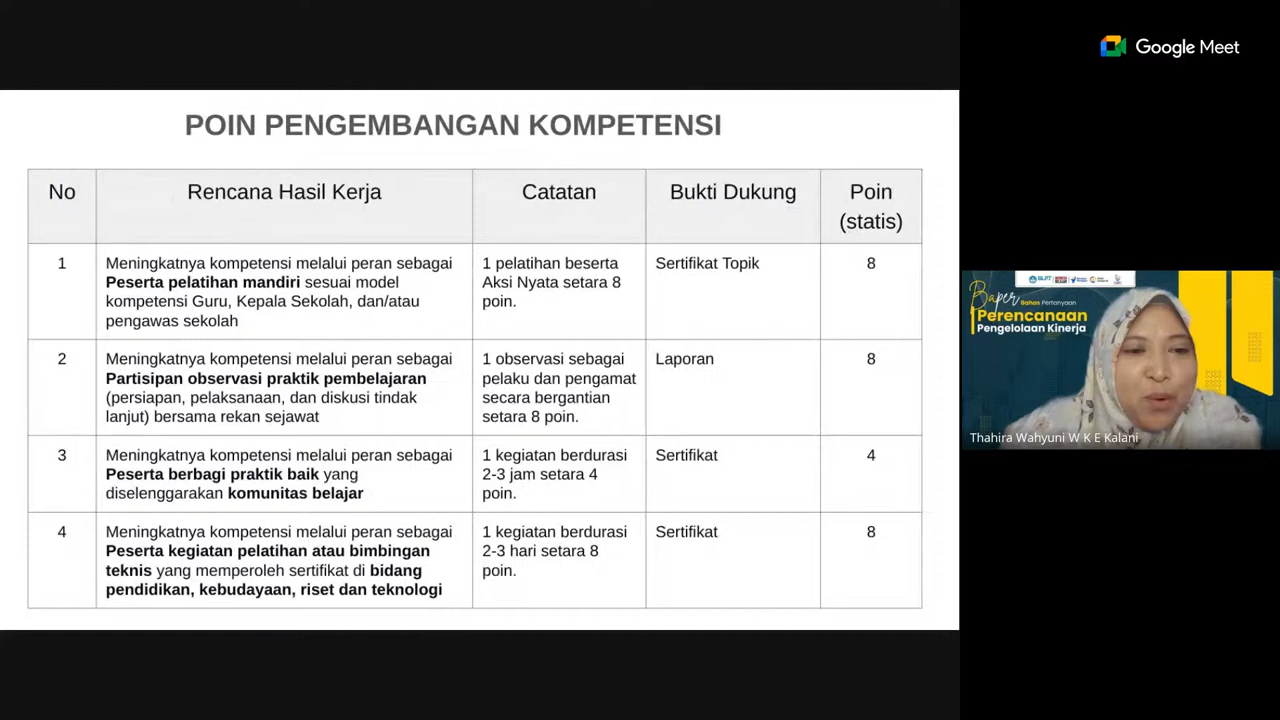 Google Meet
POIN PENGEMBANGAN KOMPETENSI
No
Rencana Hasil Kerja
Catatan
Bukti Dukung
Poin
(statis)
1
Meningkatnya kompetensi melalui peran sebagai
Peserta pelatihan mandiri sesuai model
kompetensi Guru, Kepala Sekolah, dan/atau
pengawas sekolah
1 pelatihan beserta
Aksi Nyata setara 8
poin.
Sertifikat Topik
8
2
Meningkatnya kompetensi melalui peran sebagai
Partisipan observasi praktik pembelajaran
(persiapan, pelaksanaan, dan diskusi tindak
lanjut) bersama rekan sejawat
1 observasi sebagai
pelaku dan pengamat
secara bergantian
setara 8 poin.
Laporan
8
3
Meningkatnya kompetensi melalui peran sebagai
Peserta berbagi praktik baik yang
diselenggarakan komunitas belajar
1 kegiatan berdurasi
2-3 jam setara 4
poin.
Sertifikat
4
4
Meningkatnya kompetensi melalui peran sebagai
Peserta kegiatan pelatihan atau bimbingan
teknis yang memperoleh sertifikat di bidang
pendidikan, kebudayaan, riset dan teknologi
1 kegiatan berdurasi
2-3 hari setara 8
poin.
Sertifikat
8
Baper Bahas Pertanyaan
Perencanaan
Pengelolaan Kinerja
Thahira Wahyuni W K E Kalani